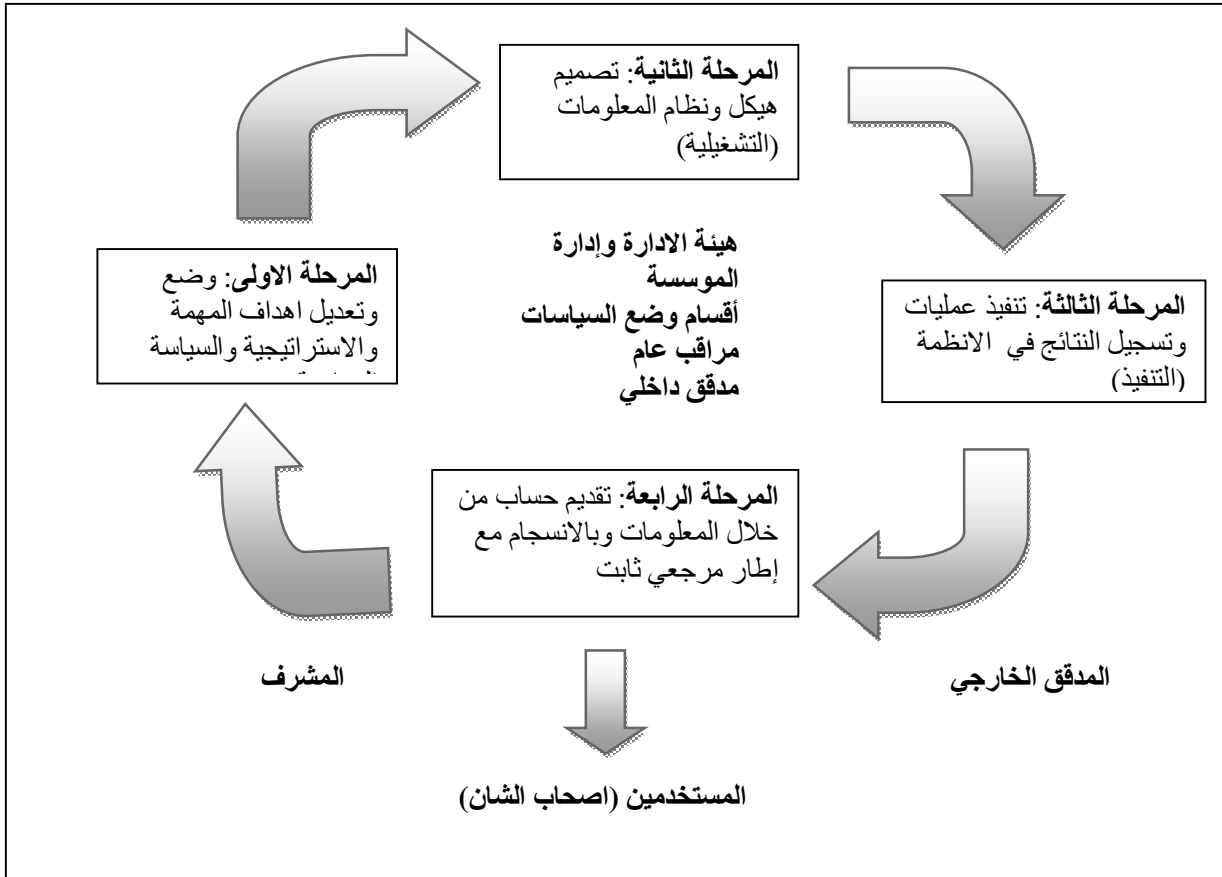 المرحلة الثانية: تصميم
هيكل ونظام المعلومات
(التشغيلية)
هيئة الادارة وإدارة
الموسسة
أقسام وضع السياسات
مراقب عام
مدقق داخلي
المرحلة الاولى: وضع
وتعديل اهداف المهمة
والاستراتيجية والسياسة
المرحلة الثالثة: تنفيذ عمليات
وتسجيل النتائج في الانظمة
(التنفيذ)
المرحلة الرابعة: تقديم حساب من
خلال المعلومات وبالانسجام مع
إطار مرجعي ثابت
المشرف
المدقق الخارجي
المستخدمين (اصحاب الشان)